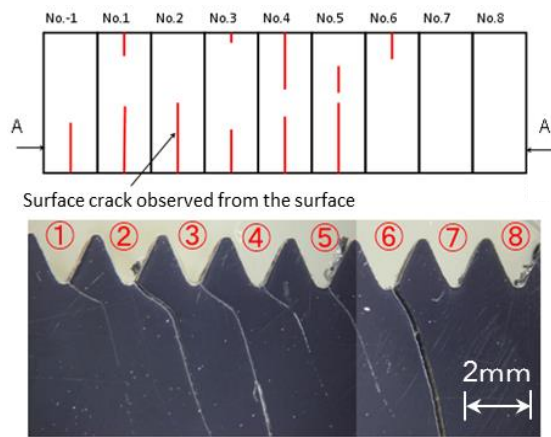 No.-1 No.1 No.2 No.3 No.4 No.5 No.6 No.7 No.8
A A
Surface crack observed from the surface
① ② ③ ④ ⑤ ⑥ ⑦ ⑧
2mm